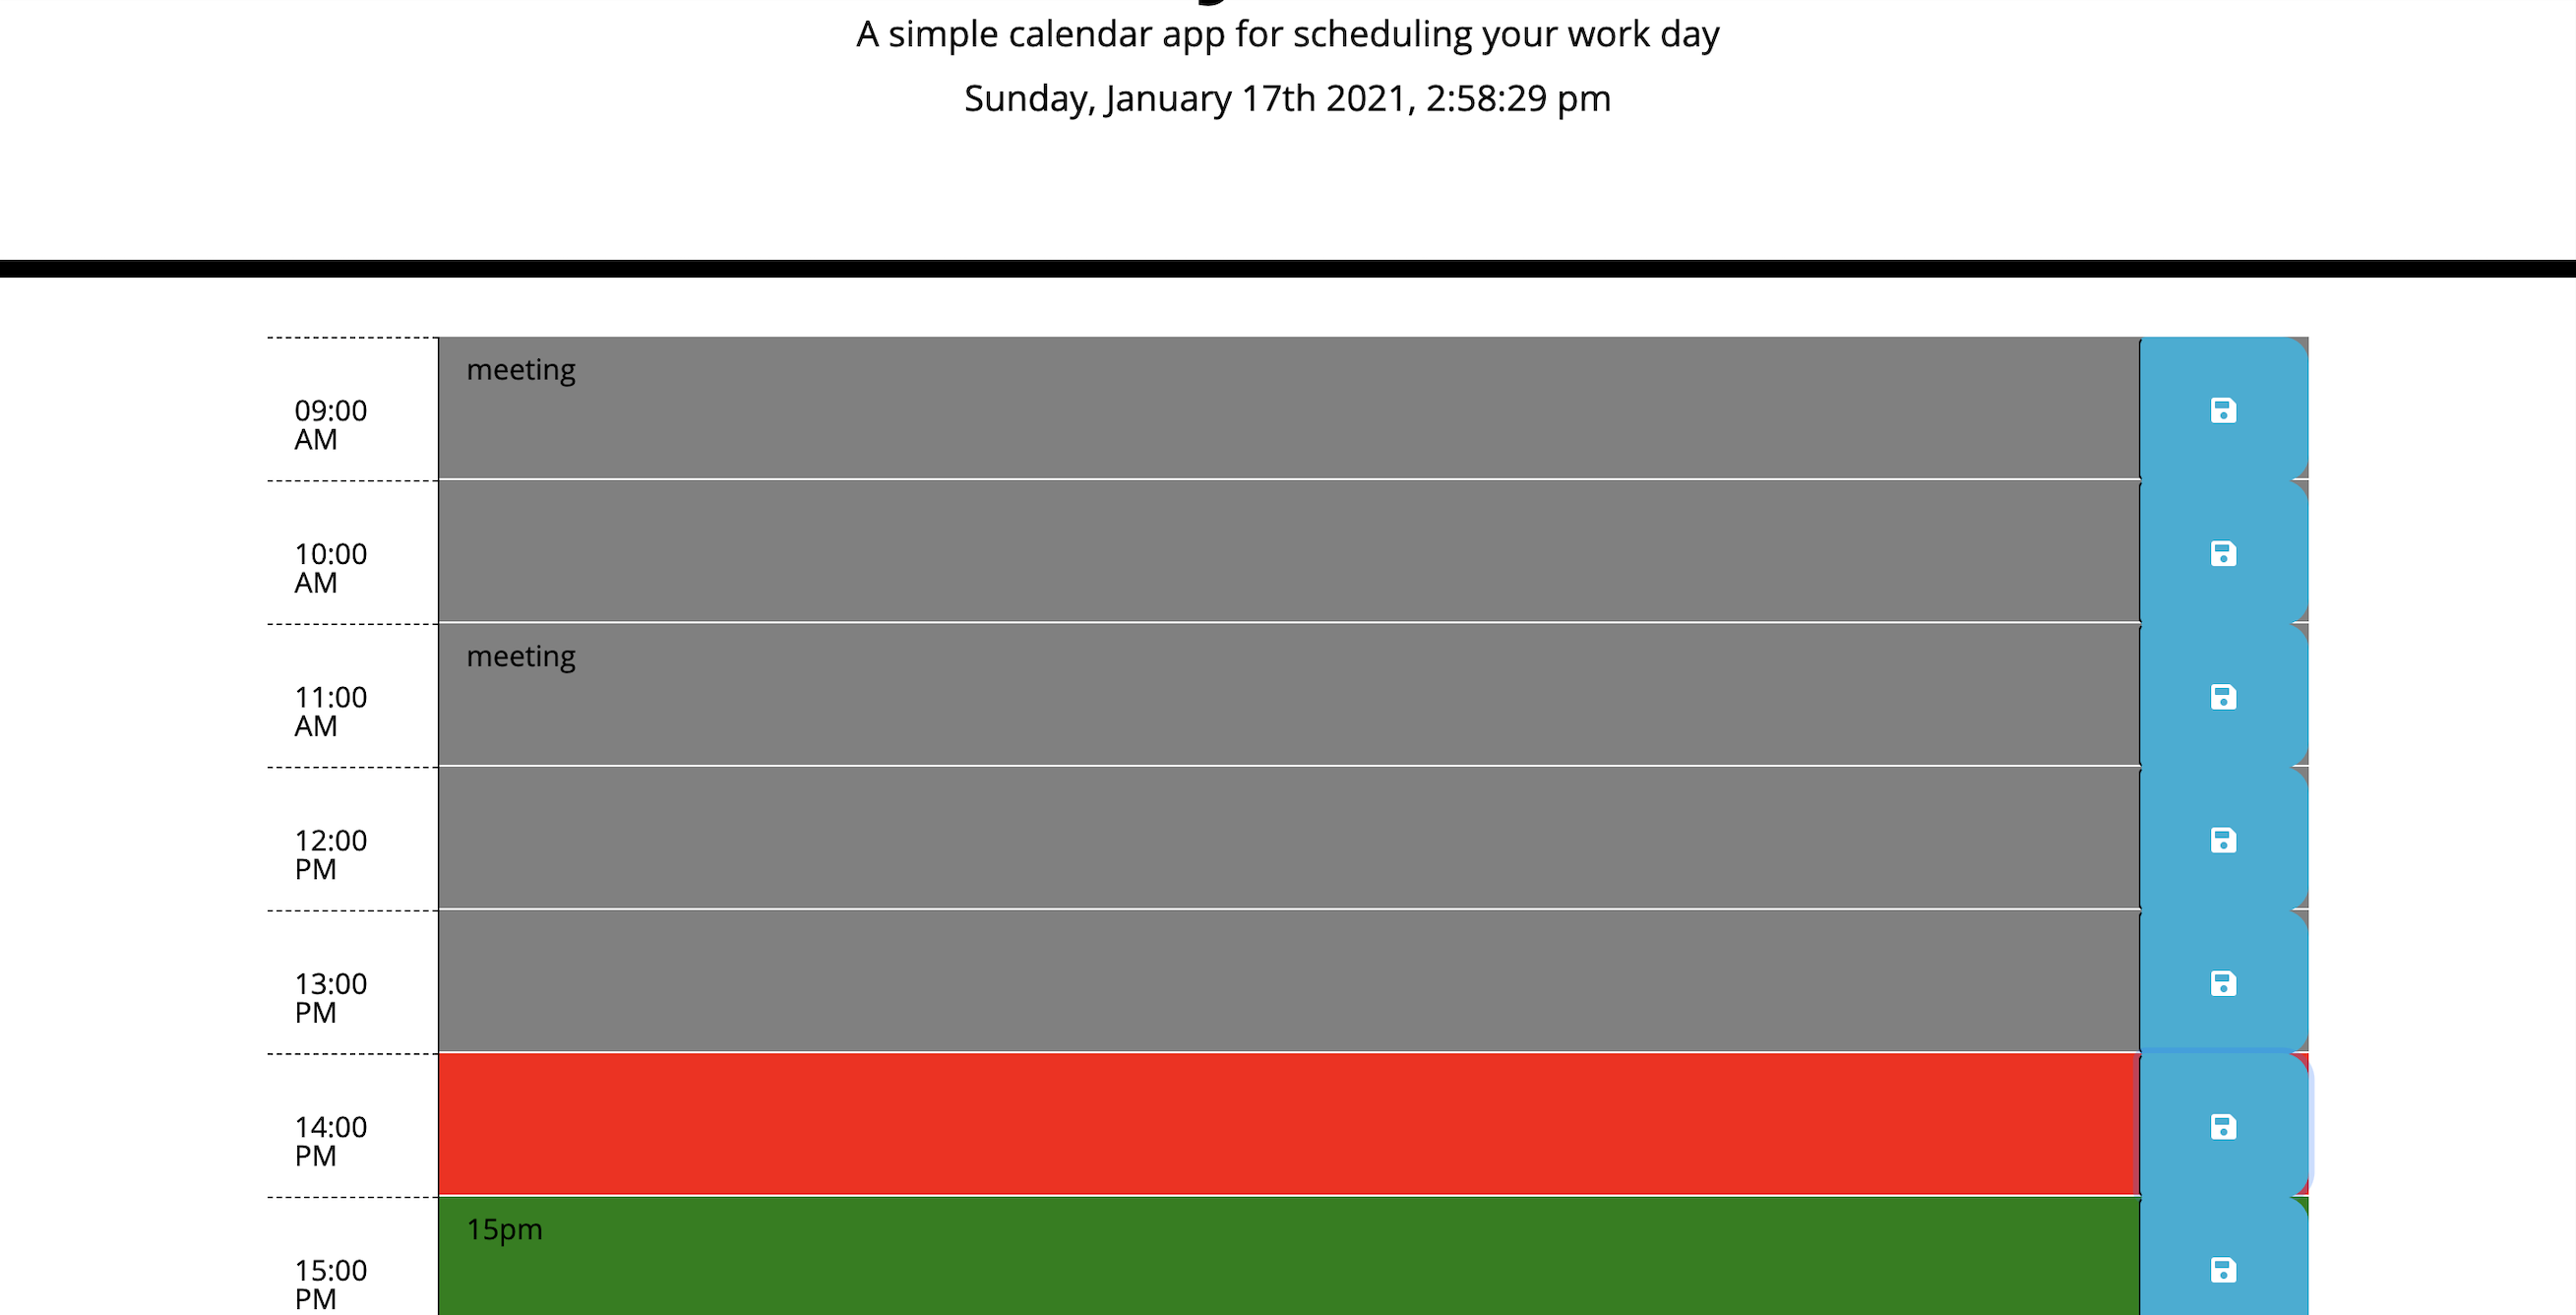 A simple calendar app for scheduling your work day
Sunday, January 17th 2021, 2:58:29 pm
meeting
09:00
AM
10:00
AM
meeting
11:00
AM
12:00
PM
13:00
PM
14:00
PM
15pm
15:00
PM